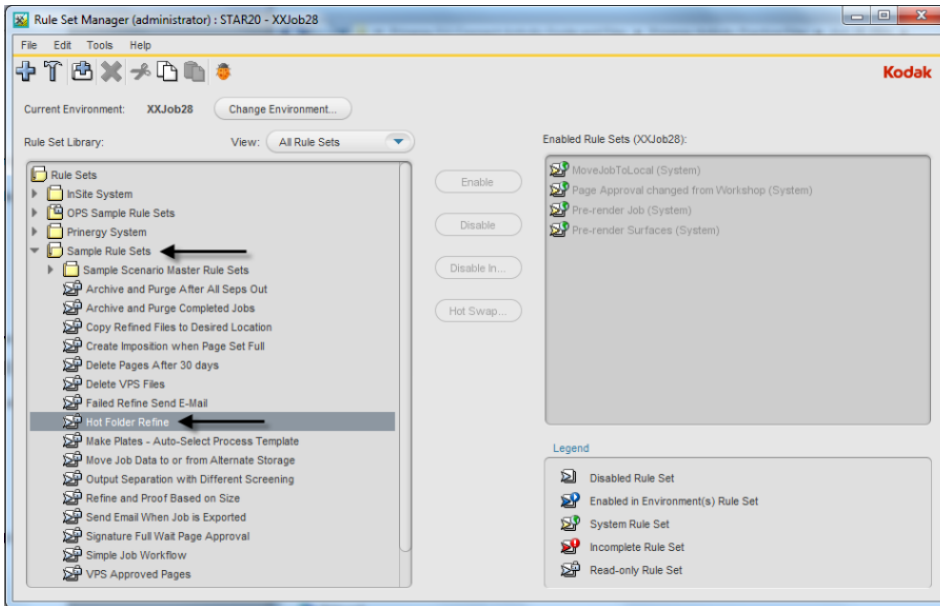 Rule Set Manager (administrator) : STAR20 - XXJob28
File Edit Tools Help
Kodak
Current Environment: XXJob28 Change Environment...
Rule Set Library: View: All Rule Sets
Rule Sets
InSite System
OPS Sample Rule Sets
Prinergy System
Sample Rule Sets
Sample Scenario Master Rule Sets
Archive and Purge After All Seps Out
Archive and Purge Completed Jobs
Copy Refined Files to Desired Location
Create Imposition when Page Set Full
Delete Pages After 30 days
Delete VPS Files
Failed Refine Send E-Mail
Hot Folder Refine
Make Plates - Auto-Select Process Template
Move Job Data to or from Alternate Storage
Output Separation with Different Screening
Refine and Proof Based on Size
Send Email When Job is Exported
Signature Full Wait Page Approval
Simple Job Workflow
VPS Approved Pages
Enable
Disable
Disable In...
Hot Swap...
Enabled Rule Sets (XXJob28):
MoveJobToLocal (System)
Page Approval changed from Workshop (System)
Pre-render Job (System)
Pre-render Surfaces (System)
Legend
Disabled Rule Set
Enabled in Environment(s) Rule Set
System Rule Set
Incomplete Rule Set
Read-only Rule Set